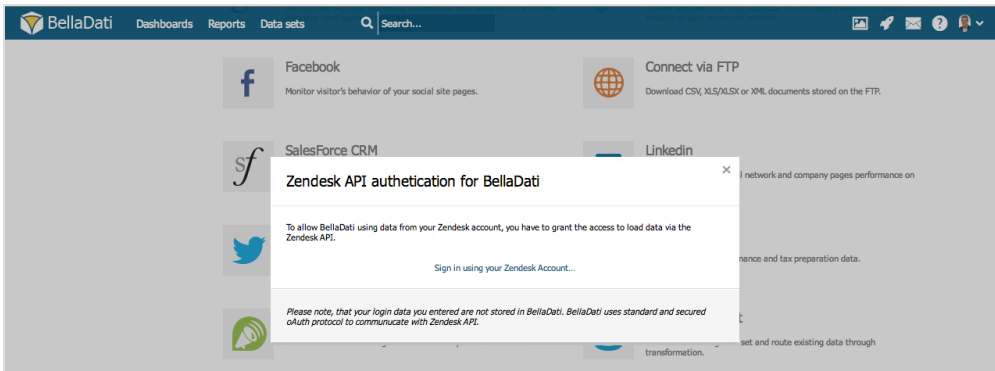 BellaDati Dashboards Reports Data sets Search...
Facebook
Monitor visitor's behavior of your social site pages.
Connect via FTP
Download CSV, XLS/XLSX or XML documents stored on the FTP.
SalesForce CRM
Linkedin
network and company pages performance on
Zendesk API authetication for BellaDati
To allow BellaDati using data from your Zendesk account, you have to grant the access to load data via the
Zendesk API.
Sign in using your Zendesk Account...
and tax preparation data.
Please note, that your login data you entered are not stored in BellaDati. BellaDati uses standard and secured
oAuth protocol to communucate with Zendesk API.
set and route existing data through
transformation.